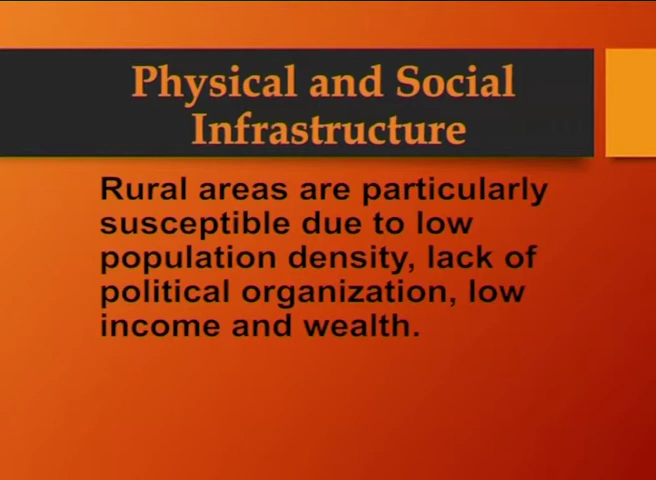 Physical and Social
Infrastructure
Rural areas are particularly
susceptible due to low
population density, lack of
political organization, low
income and wealth.